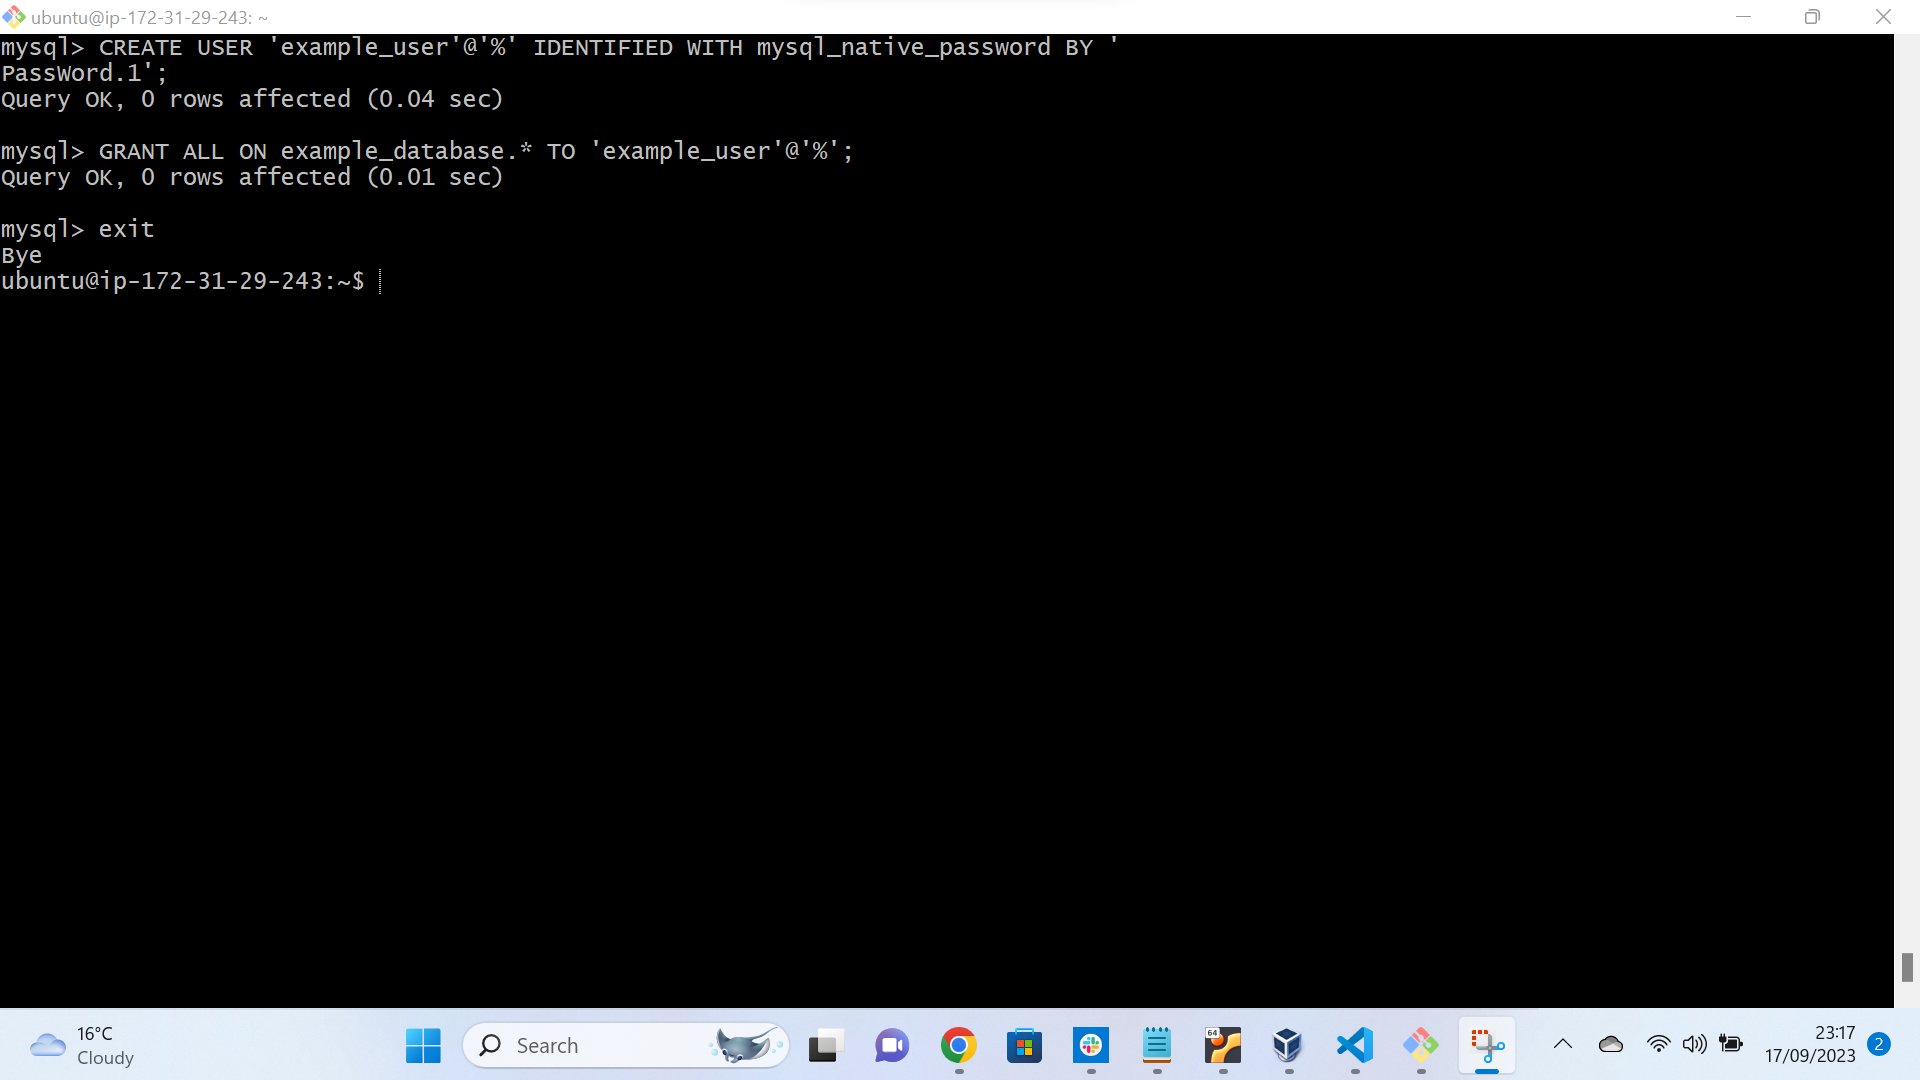 ubuntu@ip-172-31-29-243: ~
mysql> CREATE USER 'example_user'@'%' IDENTIFIED WITH mysql_native_password BY '
PassWord.1';
Query OK, 0 rows affected (0.04 sec)
mysql> GRANT ALL ON example_database.* TO 'example_user'@'%';
Query OK, 0 rows affected (0.01 sec)
mysql> exit
Bye
ubuntu@ip-172-31-29-243:~$
16°C
Cloudy
Search
64
23:17
17/09/2023
2